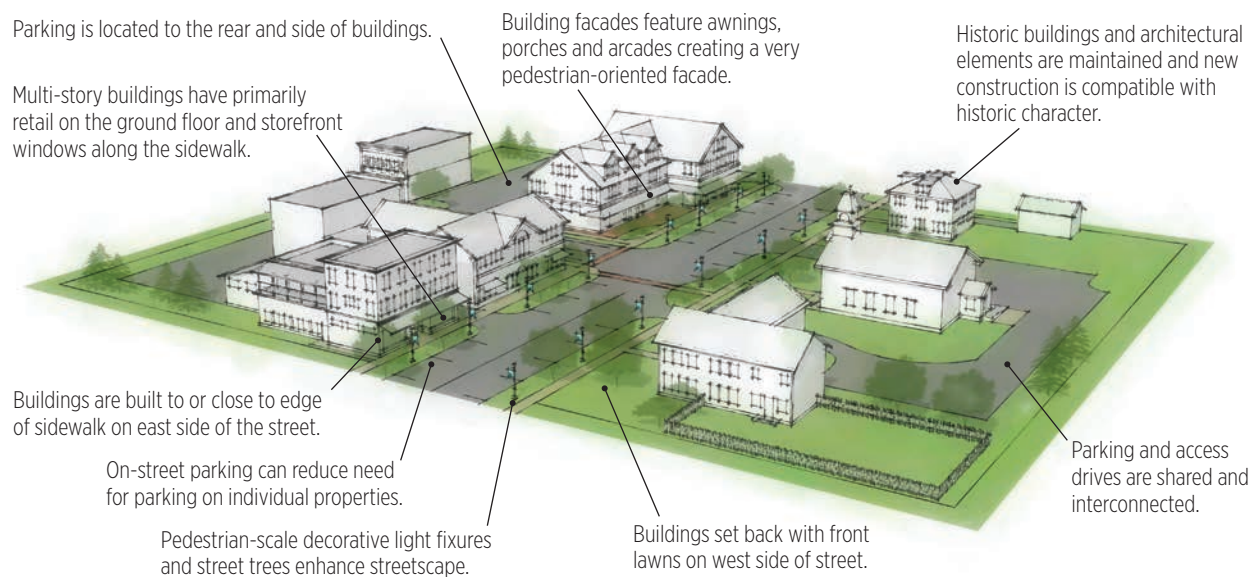 Parking is located to the rear and side of buildings.
Multi-story buildings have primarily
retail on the ground floor and storefront
windows along the sidewalk.
Building facades feature awnings,
porches and arcades creating a very
pedestrian-oriented facade.
Historic buildings and architectural
elements are maintained and new
construction is compatible with
historic character.
Buildings are built to or close to edge
of sidewalk on east side of the street.
On-street parking can reduce need
for parking on individual properties.
Pedestrian-scale decorative light fixures
and street trees enhance streetscape.
Buildings set back with front
lawns on west side of street.
Parking and access
drives are shared and
interconnected.